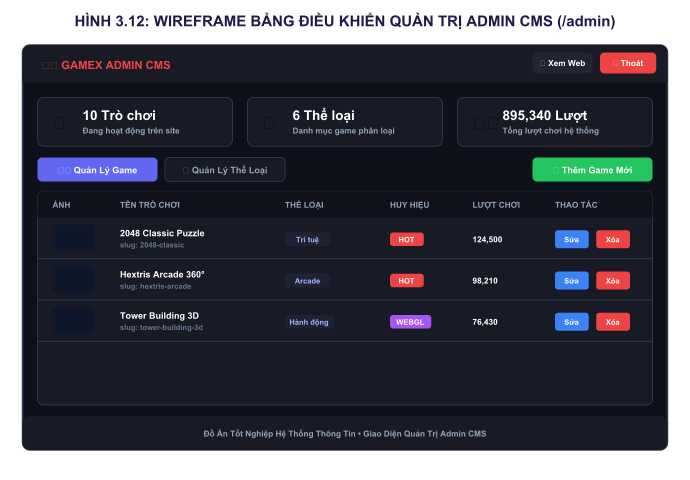 HÌNH 3.12: WIREFRAME BẢNG ĐIỀU KHIỂN QUẢN TRỊ ADMIN CMS (/admin)
GAMEX ADMIN CMS
Xem Web
Thoát
10 Trò chơi
Đang hoạt động trên site
6 Thể loại
Danh mục game phân loại
895,340 Lượt
Tổng lượt chơi hệ thống
Quản Lý Game
Quản Lý Thể Loại
Thêm Game Mới
ẢNH TÊN TRÒ CHƠI THỂ LOẠI HUY HIỆU LƯỢT CHƠI THAO TÁC
2048 Classic Puzzle
slug: 2048-classic
Trí tuệ HOT 124,500 Sửa Xóa
Hextris Arcade 360°
slug: hextris-arcade
Arcade HOT 98,210 Sửa Xóa
Tower Building 3D
slug: tower-building-3d
Hành động WEBGL 76,430 Sửa Xóa
Đồ Án Tốt Nghiệp Hệ Thống Thông Tin • Giao Diện Quản Trị Admin CMS